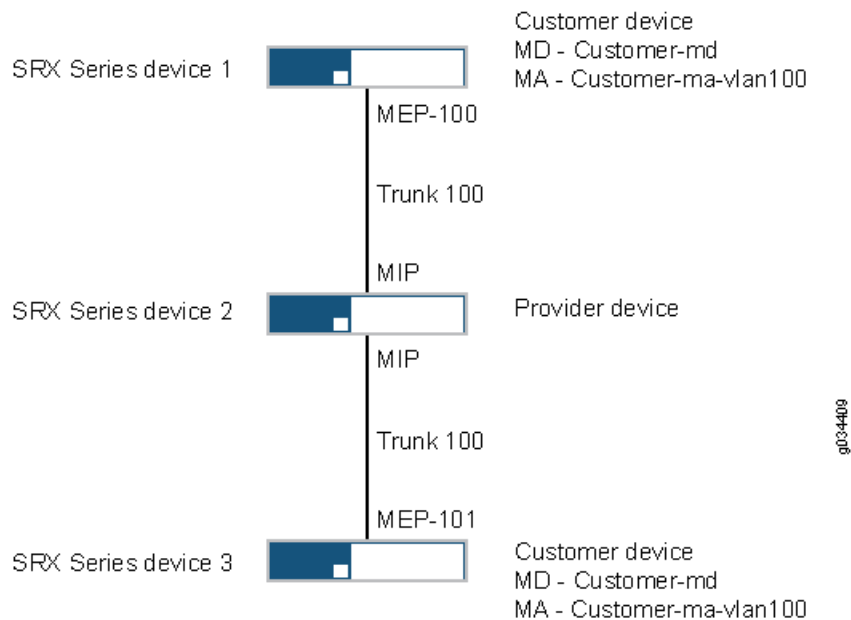 Customer device
MD - Customer-md
MA - Customer-ma-vlan100
SRX Series device 1
MEP-100
Trunk 100
MIP
SRX Series device 2
Provider device
MIP
Trunk 100
MEP-101
SRX Series device 3
Customer device
MD - Customer-md
MA - Customer-ma-vlan100
g034409